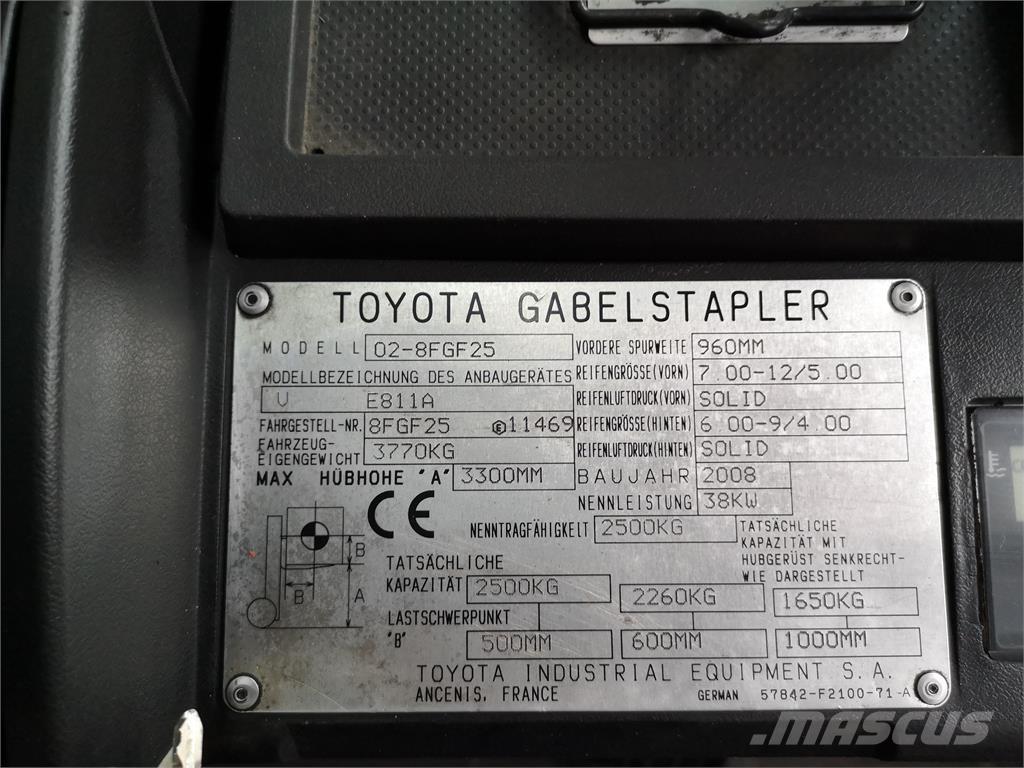 TOYOTA GABELSTAPLER
MODELL 02-8FGF25 VORDERE SPURWEITE 960MM
MODELLBEZEICHNUNG DES ANBAUGERÄTES REIFENGRÖSSE(VORN) 7.00-12/5.00
V E811A REIFENLUFTDRUCK(VORN) SOLID
FAHRGESTELL-NR. 8FGF25 Ⓔ11469 REIFENGRÖSSE(HINTEN) 6.00-9/4.00
FAHRZEUG-
EIGENGEWICHT 3770KG REIFENLUFTDRUCK(HINTEN) SOLID
MAX HÜBHOHE "A" 3300MM BAUJAHR 2008
NENNLEISTUNG 38KW
CE NENNTRAGFÄHIGKEIT 2500KG
TATSÄCHLICHE
KAPAZITÄT MIT
HUBGERÜST SENKRECHT-
WIE DARGESTELLT
B
B A
TATSÄCHLICHE
KAPAZITÄT 2500KG 2260KG 1650KG
LASTSCHWERPUNKT
"B" 500MM 600MM 1000MM
TOYOTA INDUSTRIAL EQUIPMENT S.A.
ANCENIS, FRANCE GERMAN 57842-F2100-71-A
MASCUS